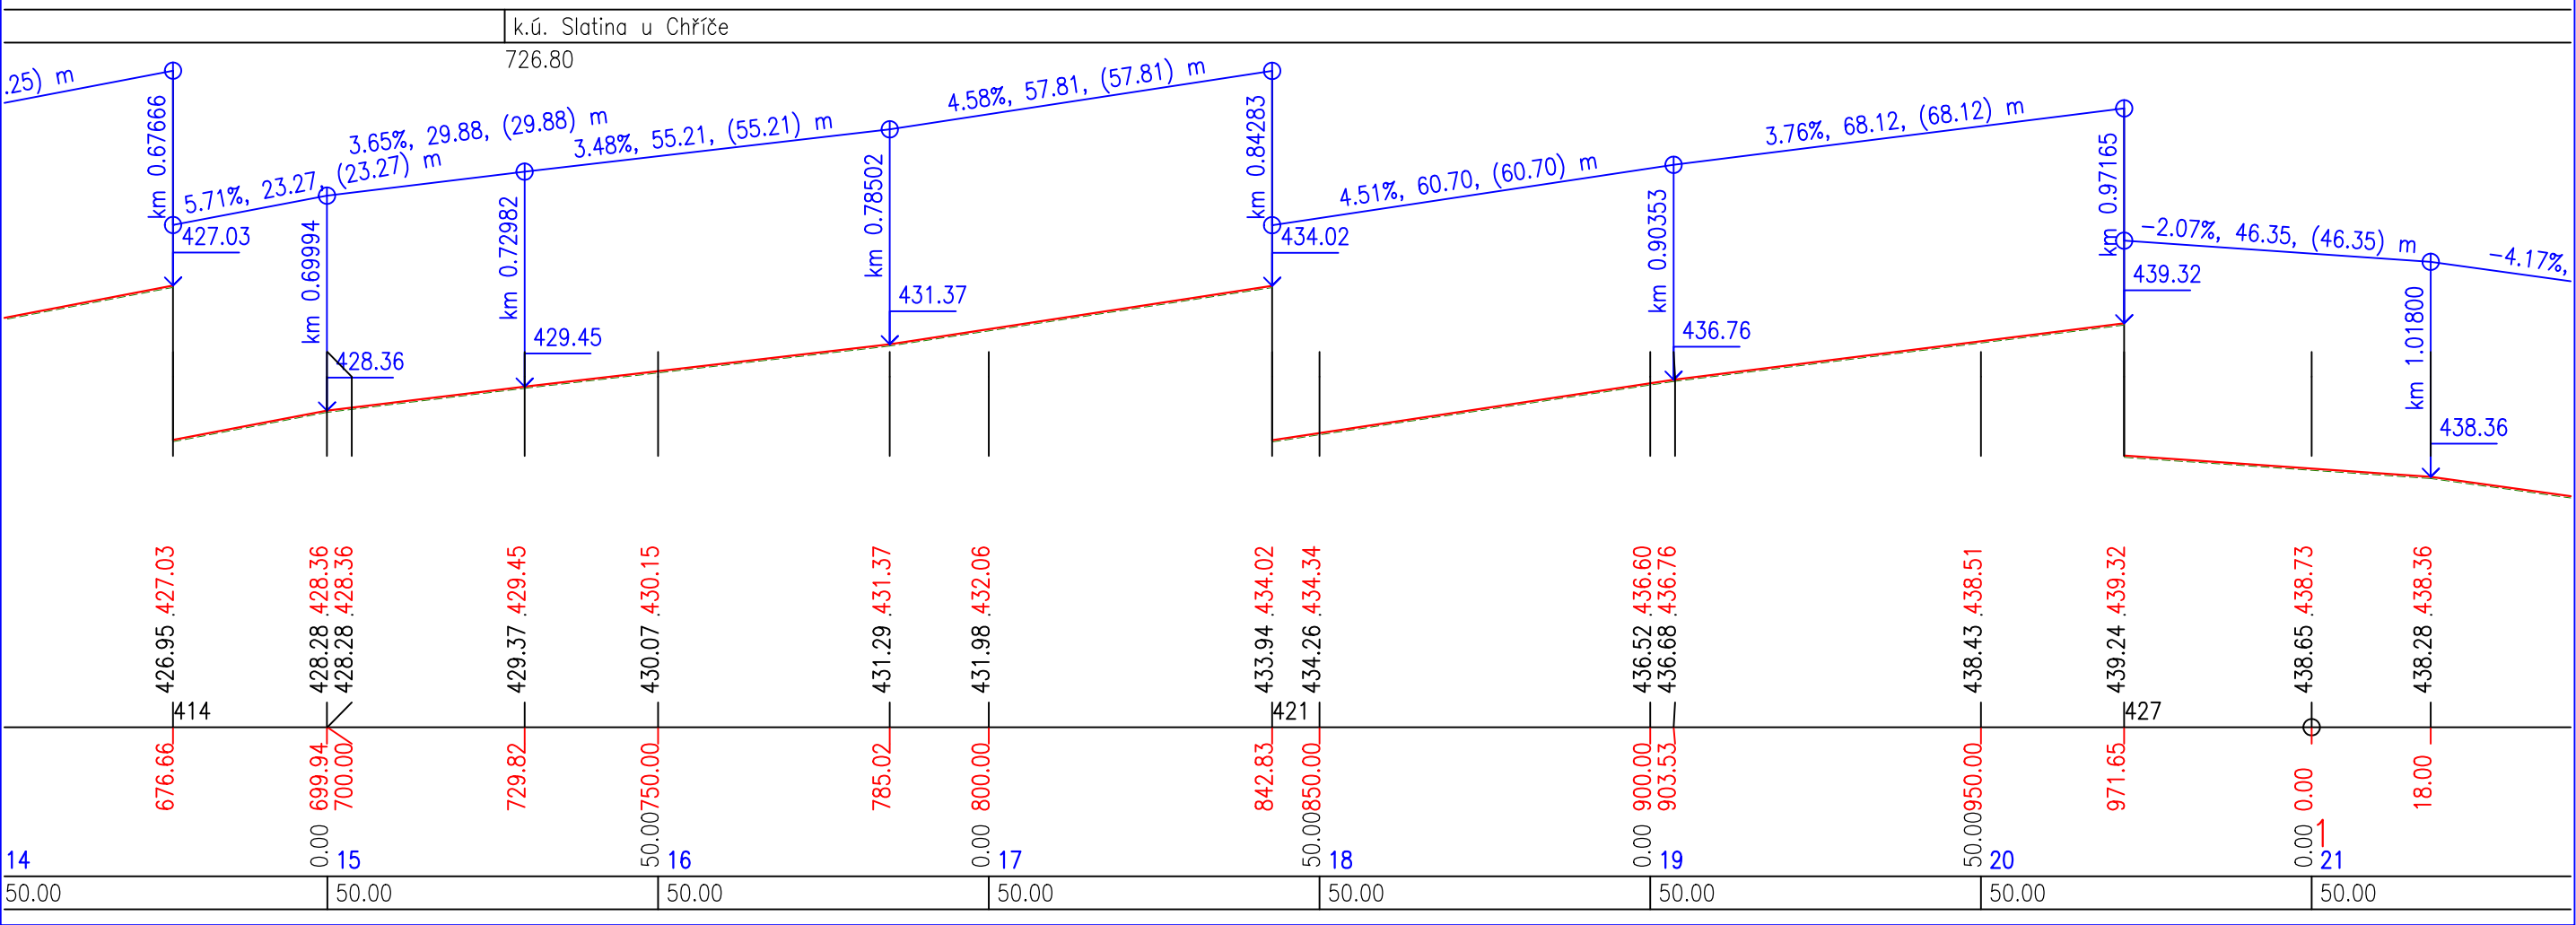 k.ú. Slatina u Chříče
726.80
.25) m
km 0.67666
5.71%, 23.27, (23.27) m
427.03
km 0.69994
3.65%, 29.88, (29.88) m
428.36
km 0.72982
3.48%, 55.21, (55.21) m
429.45
km 0.78502
4.58%, 57.81, (57.81) m
431.37
km 0.84283
4.51%, 60.70, (60.70) m
434.02
km 0.90353
3.76%, 68.12, (68.12) m
436.76
km 0.97165
-2.07%, 46.35, (46.35) m
439.32
km 1.01800
-4.17%,
438.36
426.95 .427.03
428.28 .428.36
428.28 .428.36
429.37 .429.45
430.07 .430.15
431.29 .431.37
431.98 .432.06
433.94 .434.02
434.26 .434.34
436.52 .436.60
436.68 .436.76
438.43 .438.51
439.24 .439.32
438.65 .438.73
438.28 .438.36
414
421
427
676.66
699.94
700.00
729.82
750.00
785.02
800.00
842.83
850.00
900.00
903.53
950.00
971.65
0.00
18.00
0.00
50.00
0.00
50.00
0.00
50.00
0.00
1
14 15 16 17 18 19 20 21
50.00 50.00 50.00 50.00 50.00 50.00 50.00 50.00